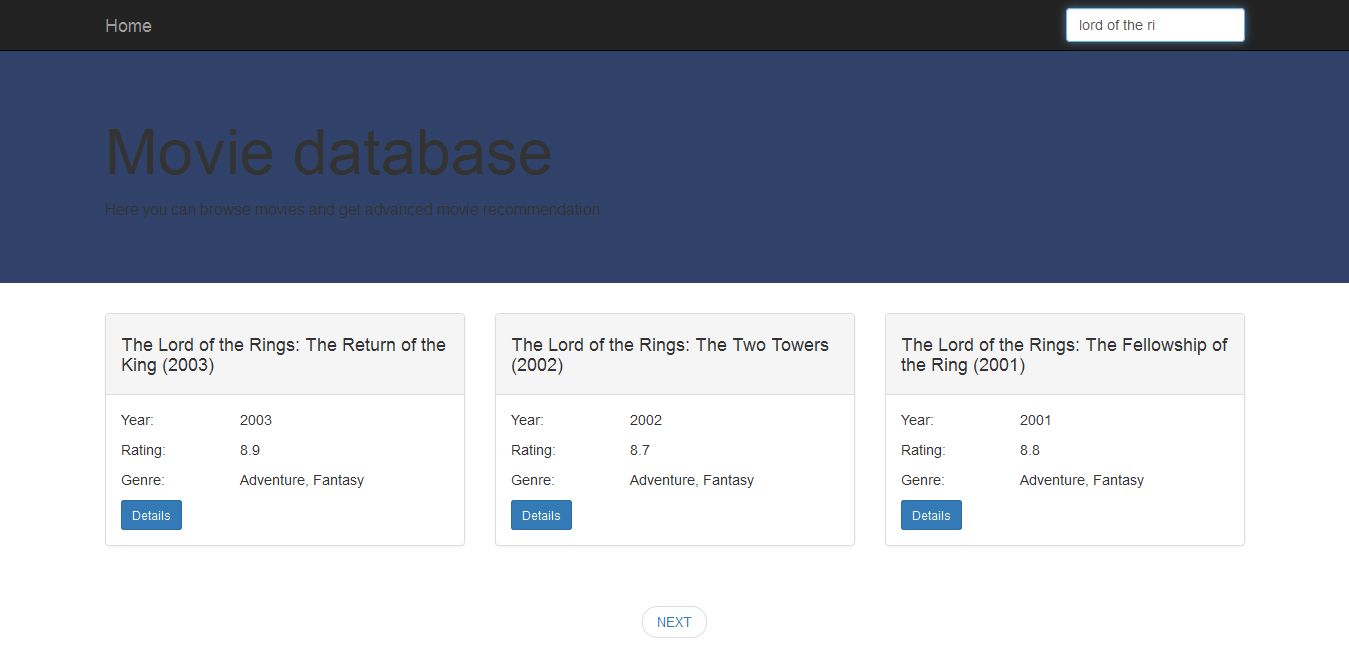 Home
lord of the ri
Movie database
Here you can browse movies and get advanced movie recommendation
The Lord of the Rings: The Return of the
King (2003)
Year: 2003
Rating: 8.9
Genre: Adventure, Fantasy
Details
The Lord of the Rings: The Two Towers
(2002)
Year: 2002
Rating: 8.7
Genre: Adventure, Fantasy
Details
The Lord of the Rings: The Fellowship of
the Ring (2001)
Year: 2001
Rating: 8.8
Genre: Adventure, Fantasy
Details
NEXT